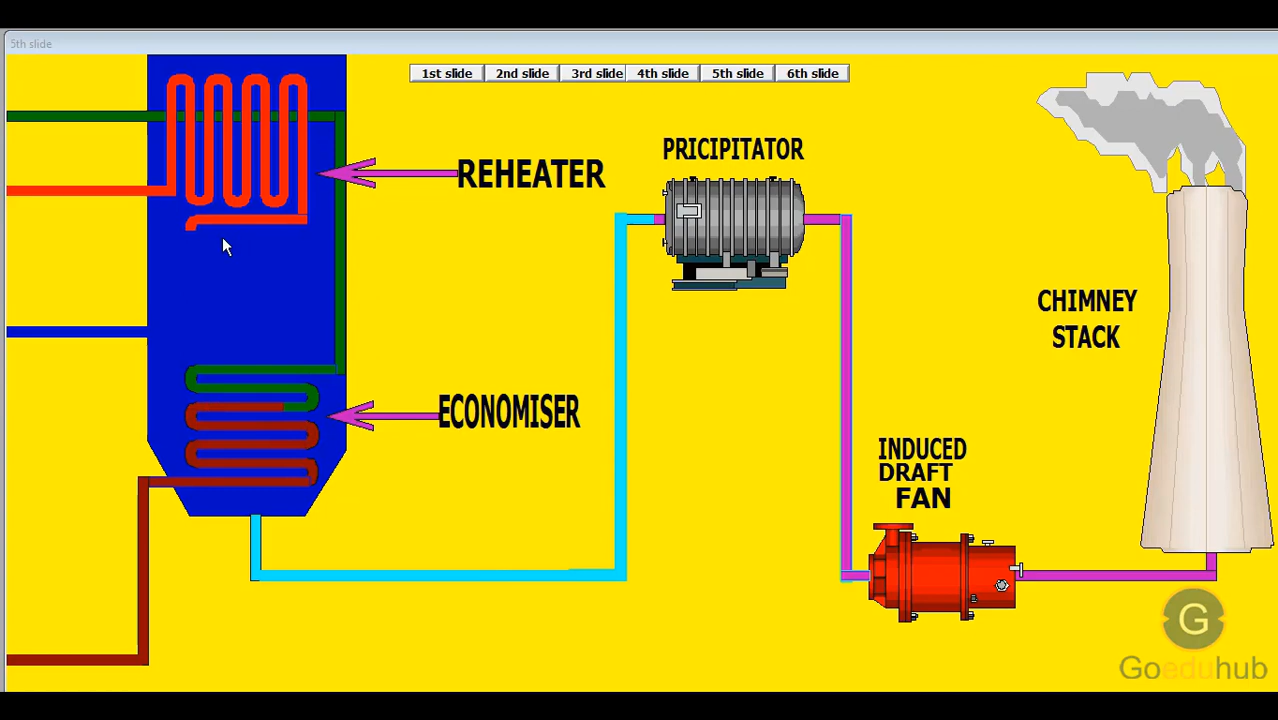 5th slide
1st slide
2nd slide
3rd slide
4th slide
5th slide
6th slide
PRICIPITATOR
REHEATER
CHIMNEY
STACK
ECONOMISER
INDUCED
DRAFT
FAN
G
Goeduhub